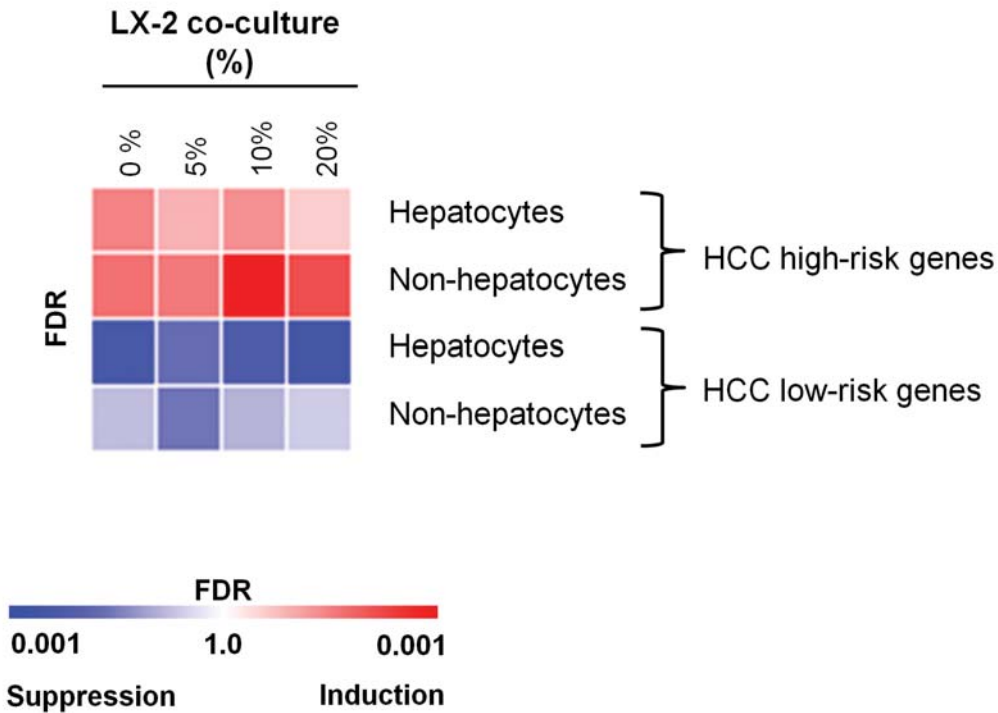 LX-2 co-culture
(%)
0 %
5%
10%
20%
FDR
Hepatocytes
Non-hepatocytes
HCC high-risk genes
Hepatocytes
Non-hepatocytes
HCC low-risk genes
FDR
0.001 1.0 0.001
Suppression Induction